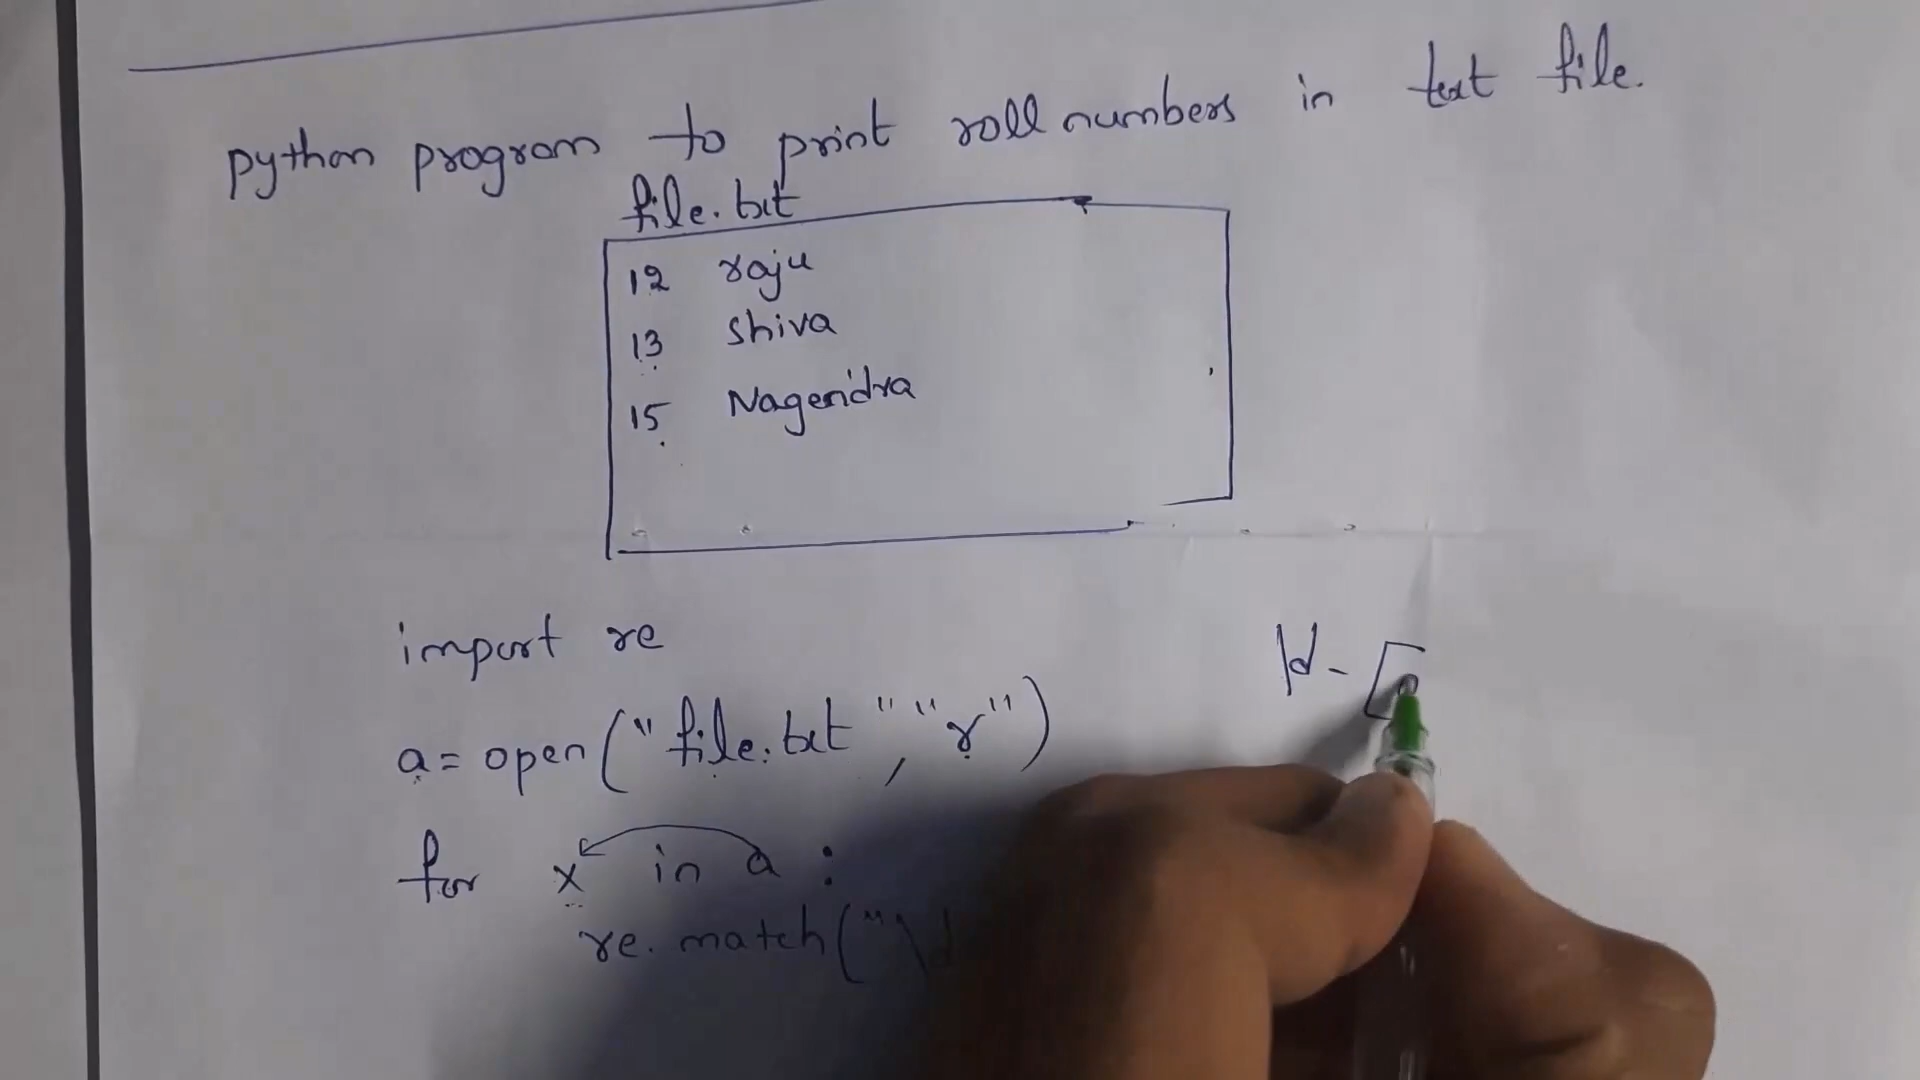 python program to print roll numbers in text file.
file.txt
12 raju
13 shiva
15 Nagendra
import re
\d - [
a = open("file.txt", "r")
for x in a :
re. match("\d